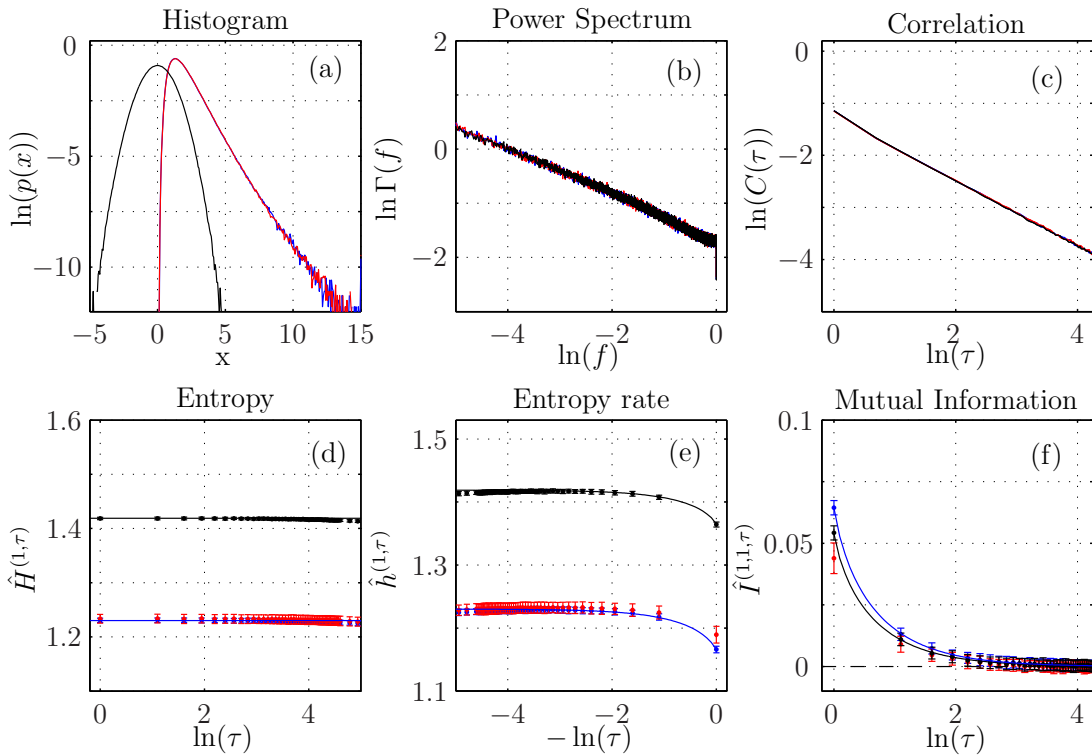 Histogram
(a)
ln(p(x))
0
−5
−10
−5 0 5 10 15
x
Power Spectrum
(b)
ln Γ(f)
2
0
−2
−4 −2 0
ln(f)
Correlation
(c)
ln(C(τ))
0
−2
−4
0 2 4
ln(τ)
Entropy
(d)
Ĥ^(1,τ)
1.6
1.4
1.2
0 2 4
ln(τ)
Entropy rate
(e)
ĥ^(1,τ)
1.5
1.3
1.1
−4 −2 0
− ln(τ)
Mutual Information
(f)
Î^(1,1,τ)
0.1
0.05
0
0 2 4
ln(τ)